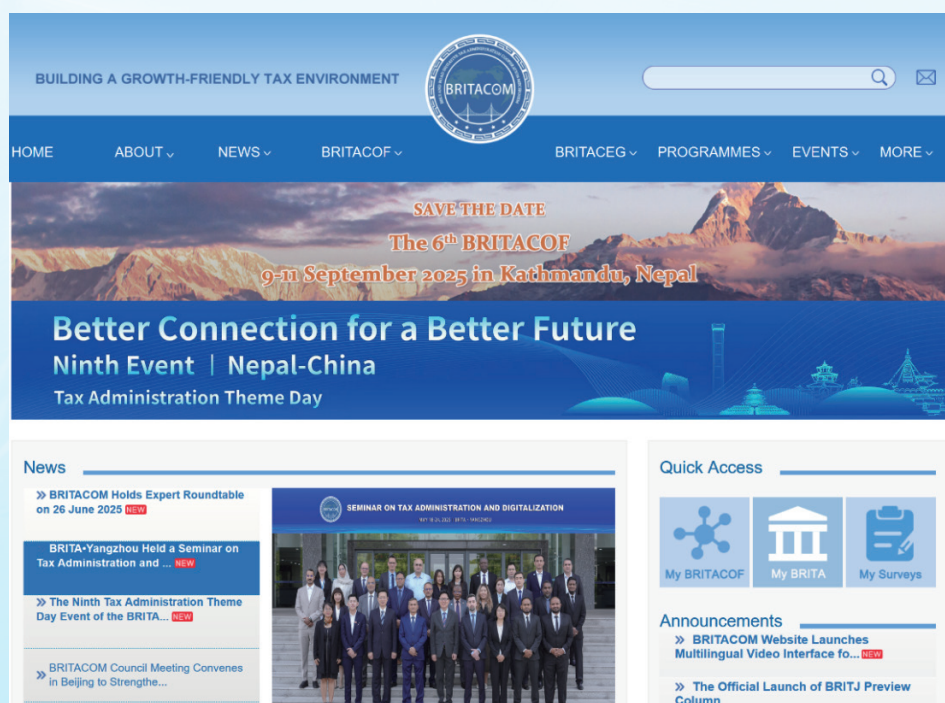 BUILDING A GROWTH-FRIENDLY TAX ENVIRONMENT
BRITACOM
HOME ABOUT NEWS BRITACOF BRITACEG PROGRAMMES EVENTS MORE
SAVE THE DATE
The 6th BRITACOF
9-11 September 2025 in Kathmandu, Nepal
Better Connection for a Better Future
Ninth Event | Nepal-China
Tax Administration Theme Day
News
» BRITACOM Holds Expert Roundtable
on 26 June 2025 NEW
BRITA•Yangzhou Held a Seminar on
Tax Administration and ... NEW
» The Ninth Tax Administration Theme
Day Event of the BRITA... NEW
» BRITACOM Council Meeting Convenes
in Beijing to Strengthe...
SEMINAR ON TAX ADMINISTRATION AND DIGITALIZATION
Quick Access
My BRITACOF
My BRITA
My Surveys
Announcements
» BRITACOM Website Launches
Multilingual Video Interface fo... NEW
» The Official Launch of BRITJ Preview
Column